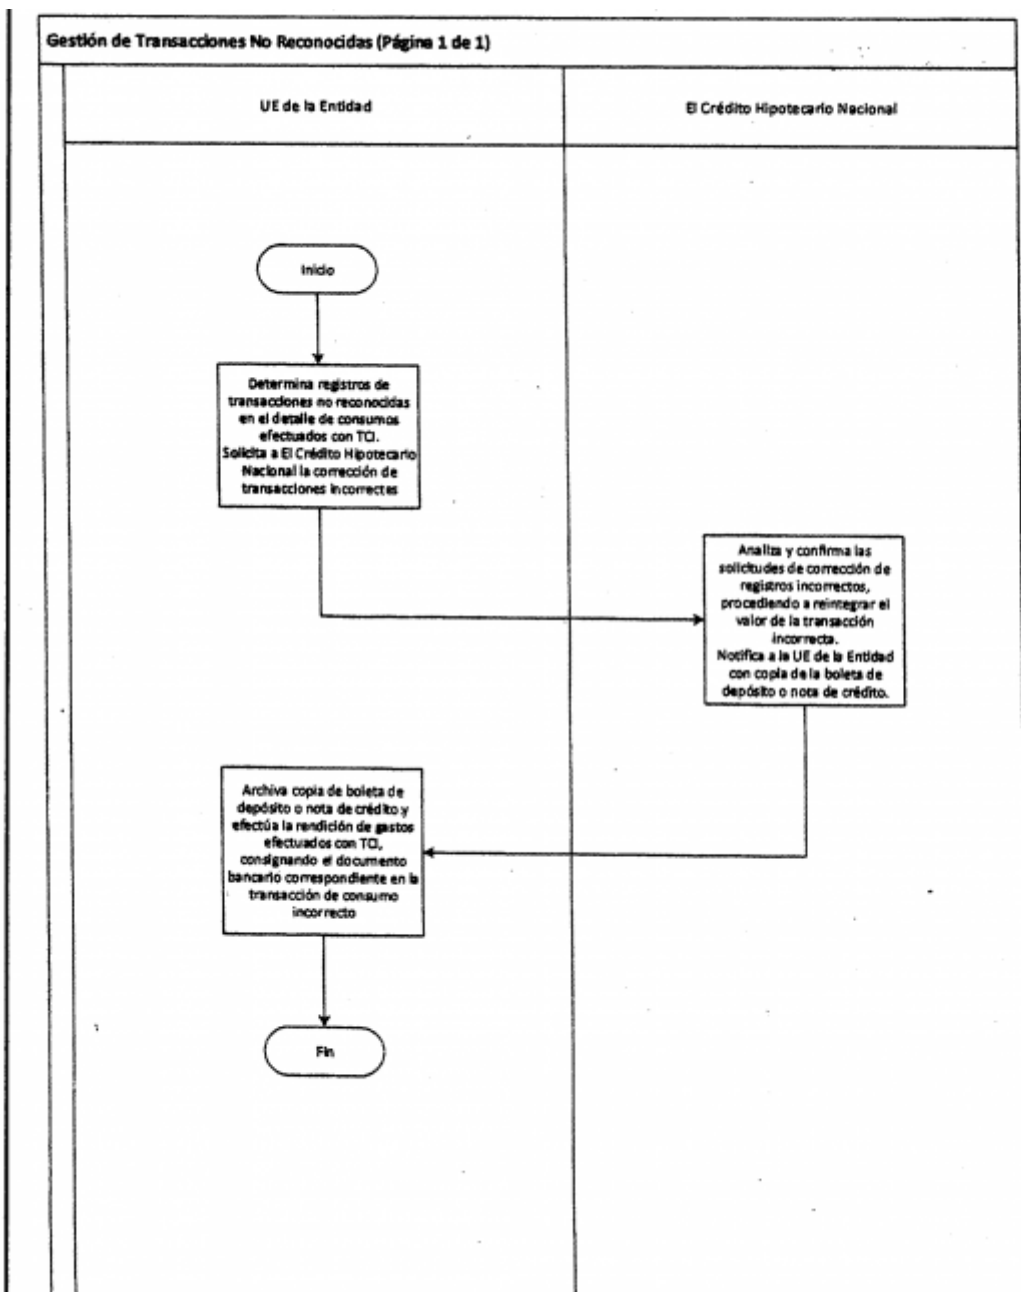 Gestión de Transacciones No Reconocidas (Página 1 de 1)
UE de la Entidad
El Crédito Hipotecario Nacional
Inicio
Determina registros de
transacciones no reconocidas
en el detalle de consumos
efectuados con TCI.
Solicita a El Crédito Hipotecario
Nacional la corrección de
transacciones incorrectas
Analiza y confirma las
solicitudes de corrección de
registros incorrectos,
procediendo a reintegrar el
valor de la transacción
incorrecta.
Notifica a la UE de la Entidad
con copia de la boleta de
depósito o nota de crédito.
Archiva copia de boleta de
depósito o nota de crédito y
efectúa la rendición de gastos
efectuados con TCI,
consignando el documento
bancario correspondiente en la
transacción de consumo
incorrecto
Fin